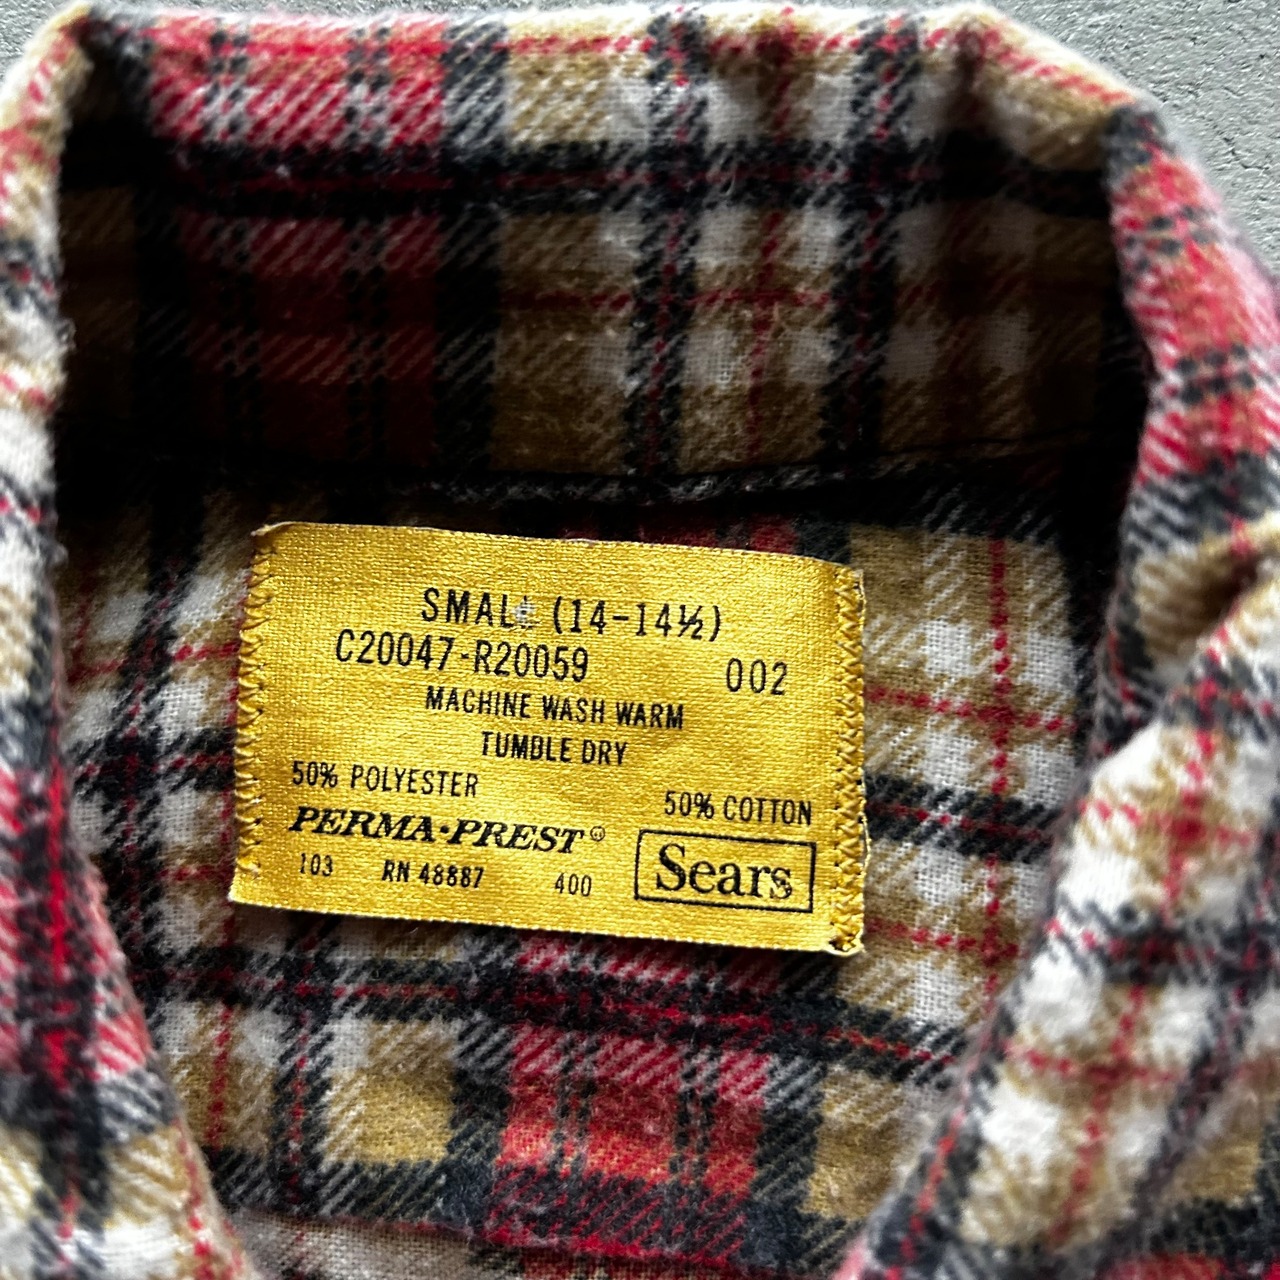 SMALL (14-14½)
C20047-R20059 002
MACHINE WASH WARM
TUMBLE DRY
50% POLYESTER
50% COTTON
PERMA·PREST®
103 RN 48887 400
Sears